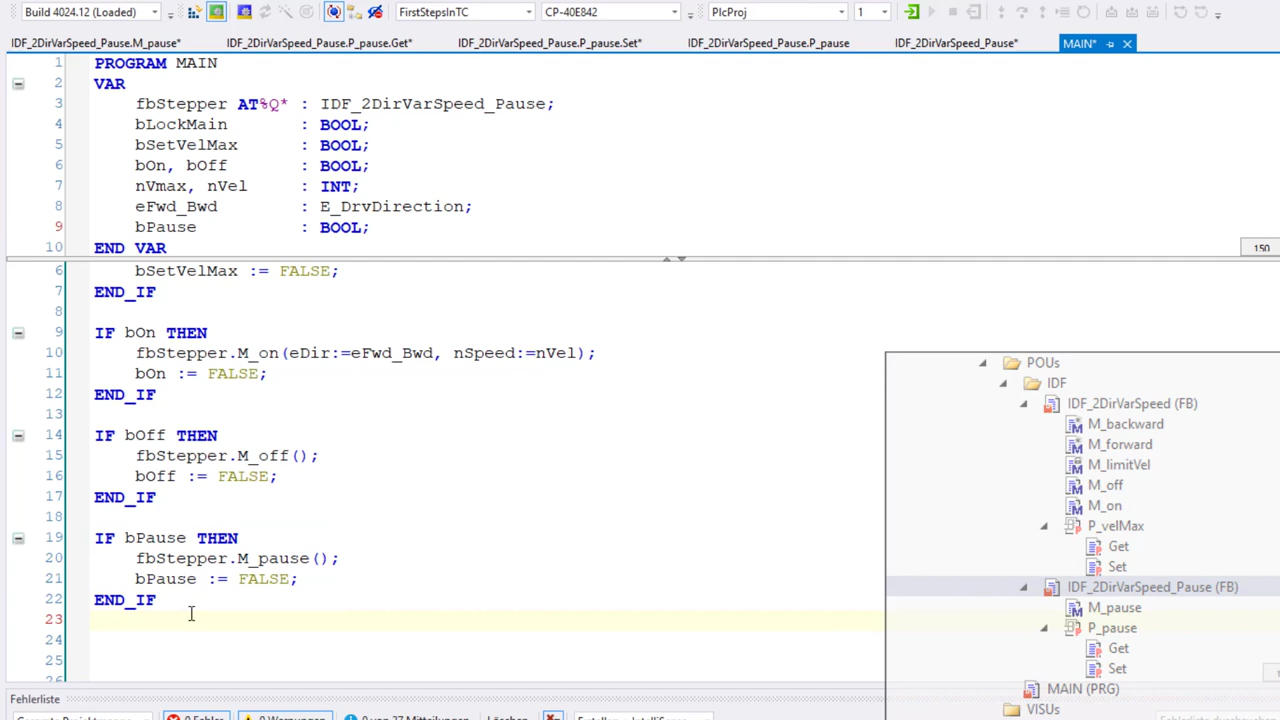 Build 4024.12 (Loaded) FirstStepsInTC CP-40E842 PlcProj 1
IDF_2DirVarSpeed_Pause.M_pause* IDF_2DirVarSpeed_Pause.P_pause.Get* IDF_2DirVarSpeed_Pause.P_pause.Set* IDF_2DirVarSpeed_Pause.P_pause IDF_2DirVarSpeed_Pause* MAIN*
1 PROGRAM MAIN
2 VAR
3 fbStepper AT%Q* : IDF_2DirVarSpeed_Pause;
4 bLockMain : BOOL;
5 bSetVelMax : BOOL;
6 bOn, bOff : BOOL;
7 nVmax, nVel : INT;
8 eFwd_Bwd : E_DrvDirection;
9 bPause : BOOL;
10 END_VAR
150
6 bSetVelMax := FALSE;
7 END_IF
8
9 IF bOn THEN
10 fbStepper.M_on(eDir:=eFwd_Bwd, nSpeed:=nVel);
11 bOn := FALSE;
12 END_IF
13
14 IF bOff THEN
15 fbStepper.M_off();
16 bOff := FALSE;
17 END_IF
18
19 IF bPause THEN
20 fbStepper.M_pause();
21 bPause := FALSE;
22 END_IF
23
24
25
26
POUs
IDF
IDF_2DirVarSpeed (FB)
M_backward
M_forward
M_limitVel
M_off
M_on
P_velMax
Get
Set
IDF_2DirVarSpeed_Pause (FB)
M_pause
P_pause
Get
Set
MAIN (PRG)
VISUs
Fehlerliste
0 Fehler 0 Warnungen 0 von 37 Mitteilungen Löschen